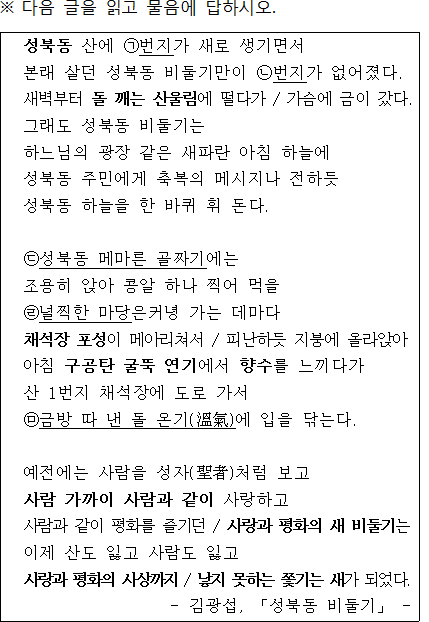 ※ 다음 글을 읽고 물음에 답하시오.
성북동 산에 ㉠번지가 새로 생기면서
본래 살던 성북동 비둘기만이 ㉡번지가 없어졌다.
새벽부터 돌 깨는 산울림에 떨다가 / 가슴에 금이 갔다.
그래도 성북동 비둘기는
하느님의 광장 같은 새파란 아침 하늘에
성북동 주민에게 축복의 메시지나 전하듯
성북동 하늘을 한 바퀴 휘 돈다.
㉢성북동 메마른 골짜기에는
조용히 앉아 콩알 하나 찍어 먹을
㉣널찍한 마당은커녕 가는 데마다
채석장 포성이 메아리쳐서 / 피난하듯 지붕에 올라앉아
아침 구공탄 굴뚝 연기에서 향수를 느끼다가
산 1번지 채석장에 도로 가서
㉤금방 따 낸 돌 온기(溫氣)에 입을 닦는다.
예전에는 사람을 성자(聖者)처럼 보고
사람 가까이 사람과 같이 사랑하고
사람과 같이 평화를 즐기던 / 사랑과 평화의 새 비둘기는
이제 산도 잃고 사람도 잃고
사랑과 평화의 사상까지 / 낳지 못하는 쫓기는 새가 되었다.
- 김광섭, 「성북동 비둘기」 -